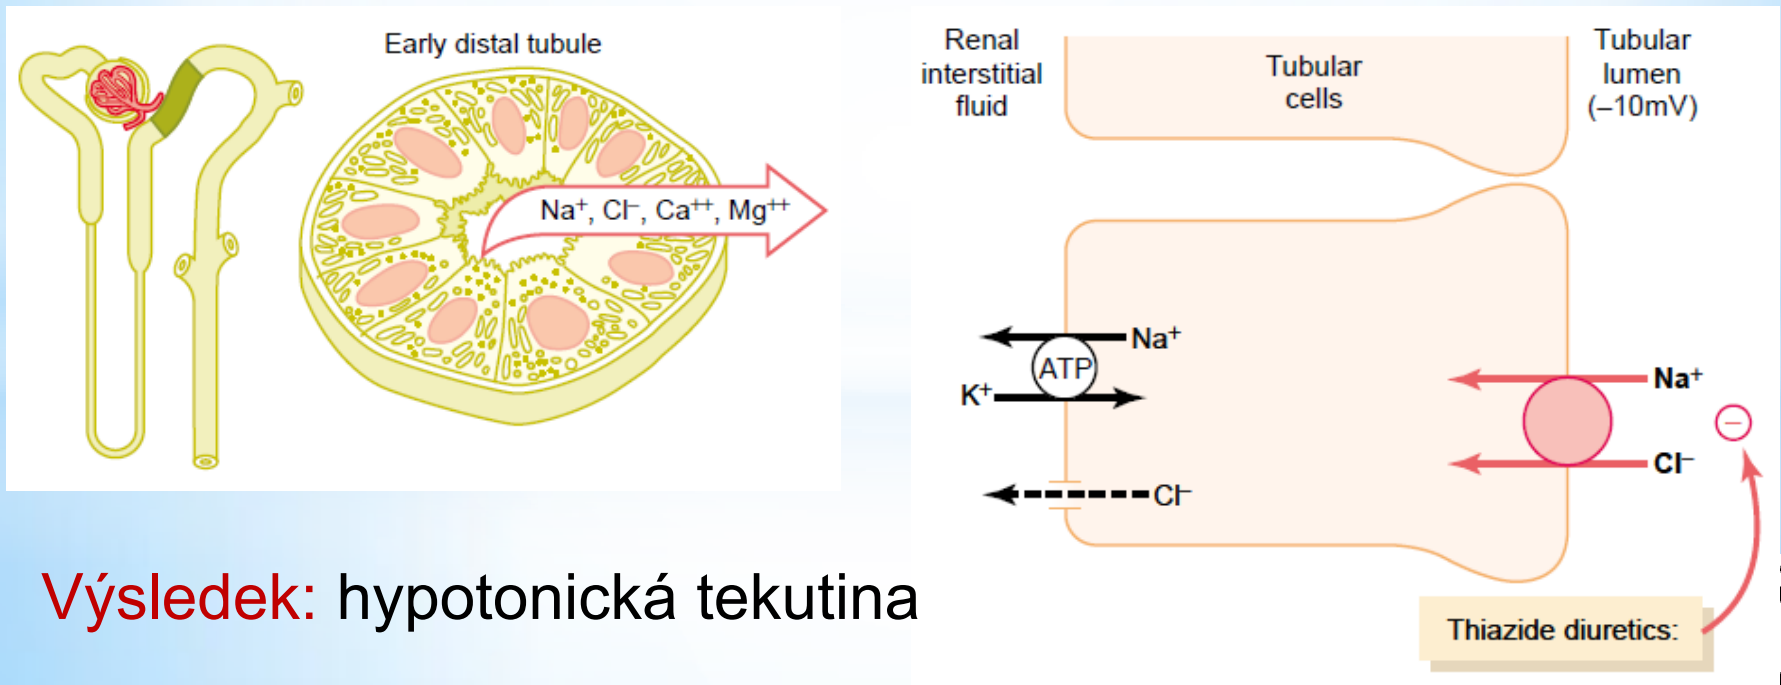 Early distal tubule
Na⁺, Cl⁻, Ca⁺⁺, Mg⁺⁺
Renal
interstitial
fluid
Tubular
cells
Tubular
lumen
(–10mV)
Na⁺
ATP
K⁺
Cl⁻
Na⁺
−
Cl⁻
Thiazide diuretics:
Výsledek: hypotonická tekutina